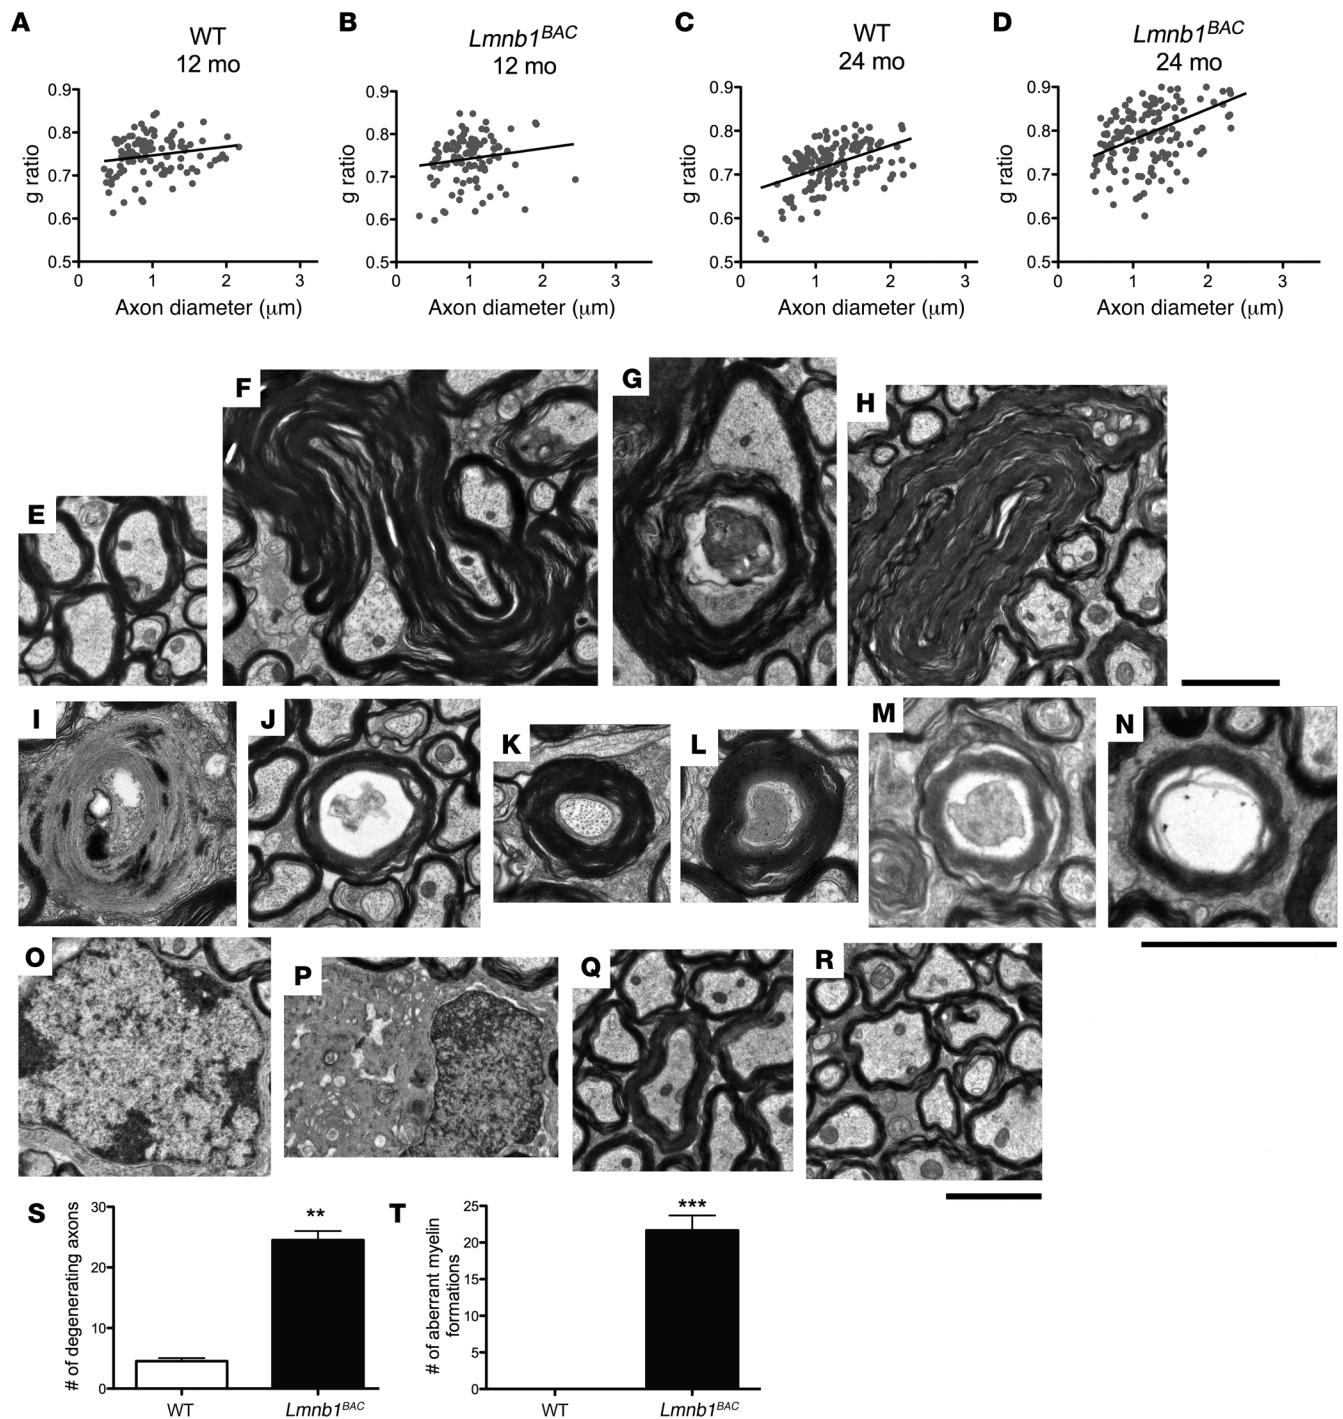 A
WT
12 mo
g ratio
0.9
0.8
0.7
0.6
0.5
0
1
2
3
Axon diameter (μm)
B
Lmnb1BAC
12 mo
g ratio
0.9
0.8
0.7
0.6
0.5
0
1
2
3
Axon diameter (μm)
C
WT
24 mo
g ratio
0.9
0.8
0.7
0.6
0.5
0
1
2
3
Axon diameter (μm)
D
Lmnb1BAC
24 mo
g ratio
0.9
0.8
0.7
0.6
0.5
0
1
2
3
Axon diameter (μm)
E
F
G
H
I
J
K
L
M
N
O
P
Q
R
S
# of degenerating axons
30
20
10
0
**
WT
Lmnb1BAC
T
# of aberrant myelin
formations
25
20
15
10
5
0
***
WT
Lmnb1BAC